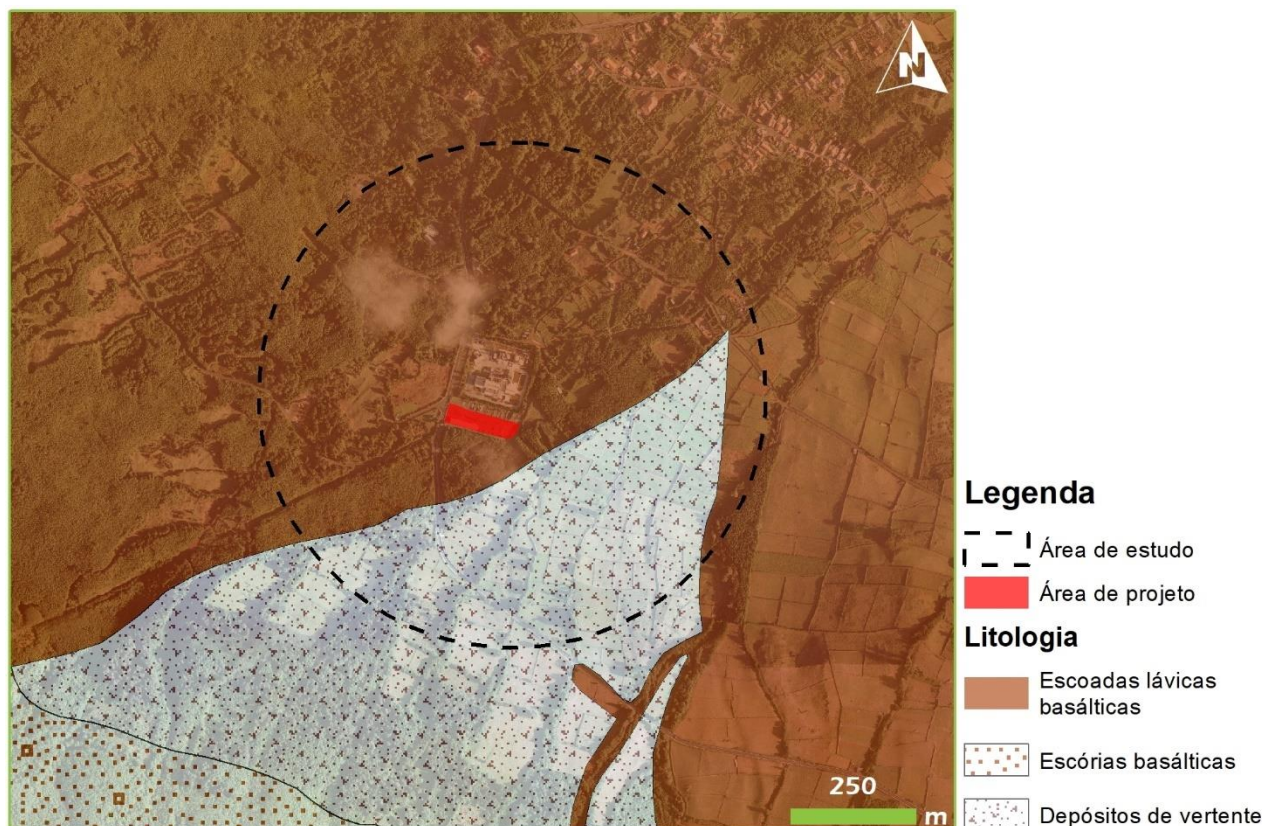 N
250
m
Legenda
Área de estudo
Área de projeto
Litologia
Escoadas lávicas
basálticas
Escórias basálticas
Depósitos de vertente